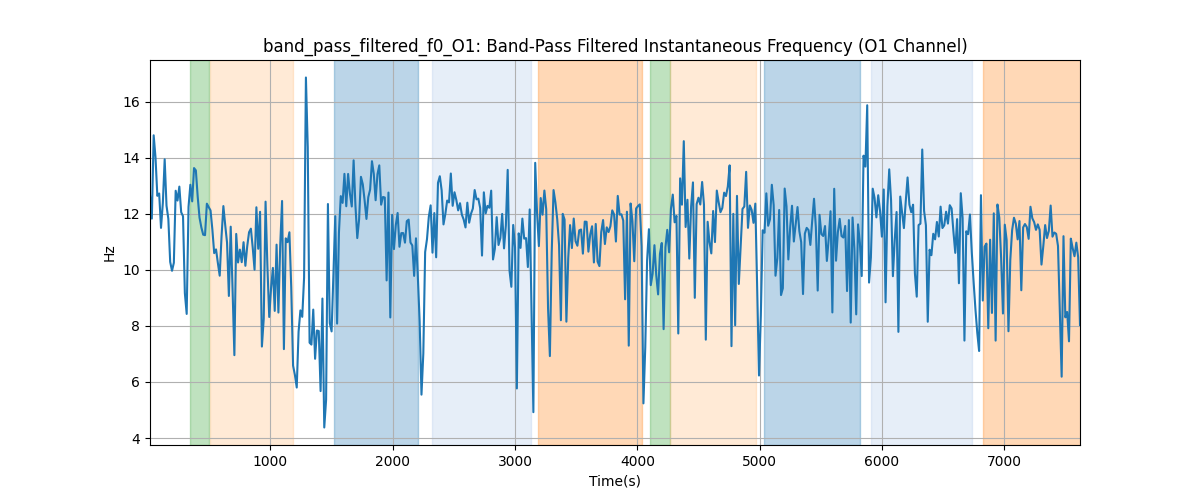 band_pass_filtered_f0_O1: Band-Pass Filtered Instantaneous Frequency (O1 Channel)
16
14
12
10
8
6
4
Hz
1000 2000 3000 4000 5000 6000 7000
Time(s)